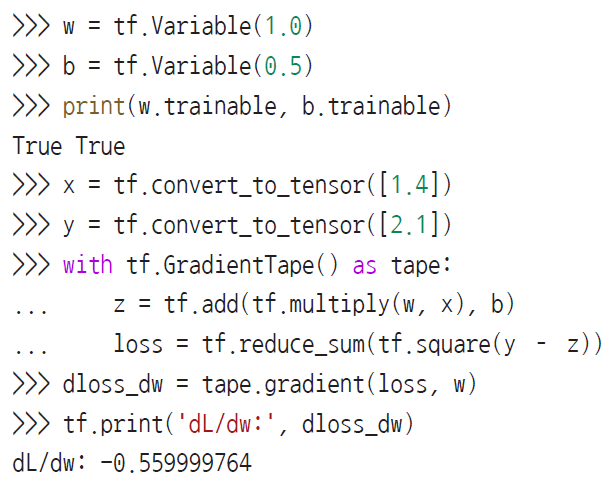 >>> w = tf.Variable(1.0)
>>> b = tf.Variable(0.5)
>>> print(w.trainable, b.trainable)
True True
>>> x = tf.convert_to_tensor([1.4])
>>> y = tf.convert_to_tensor([2.1])
>>> with tf.GradientTape() as tape:
...     z = tf.add(tf.multiply(w, x), b)
...     loss = tf.reduce_sum(tf.square(y - z))
>>> dloss_dw = tape.gradient(loss, w)
>>> tf.print('dL/dw:', dloss_dw)
dL/dw: -0.559999764